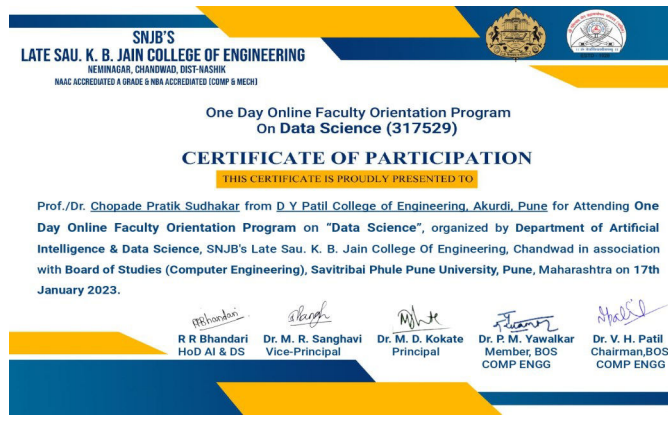 SNJB'S
LATE SAU. K. B. JAIN COLLEGE OF ENGINEERING
NEMINAGAR, CHANDWAD, DIST-NASHIK
NAAC ACCREDIATED A GRADE & NBA ACCREDIATED (COMP & MECH)
One Day Online Faculty Orientation Program
On Data Science (317529)
CERTIFICATE OF PARTICIPATION
THIS CERTIFICATE IS PROUDLY PRESENTED TO
Prof./Dr. Chopade Pratik Sudhakar from D Y Patil College of Engineering, Akurdi, Pune for Attending One
Day Online Faculty Orientation Program on “Data Science”, organized by Department of Artificial
Intelligence & Data Science, SNJB's Late Sau. K. B. Jain College Of Engineering, Chandwad in association
with Board of Studies (Computer Engineering), Savitribai Phule Pune University, Pune, Maharashtra on 17th
January 2023.
R R Bhandari Dr. M. R. Sanghavi Dr. M. D. Kokate Dr. P. M. Yawalkar Dr. V. H. Patil
HoD AI & DS Vice-Principal Principal Member, BOS Chairman,BOS
COMP ENGG COMP ENGG